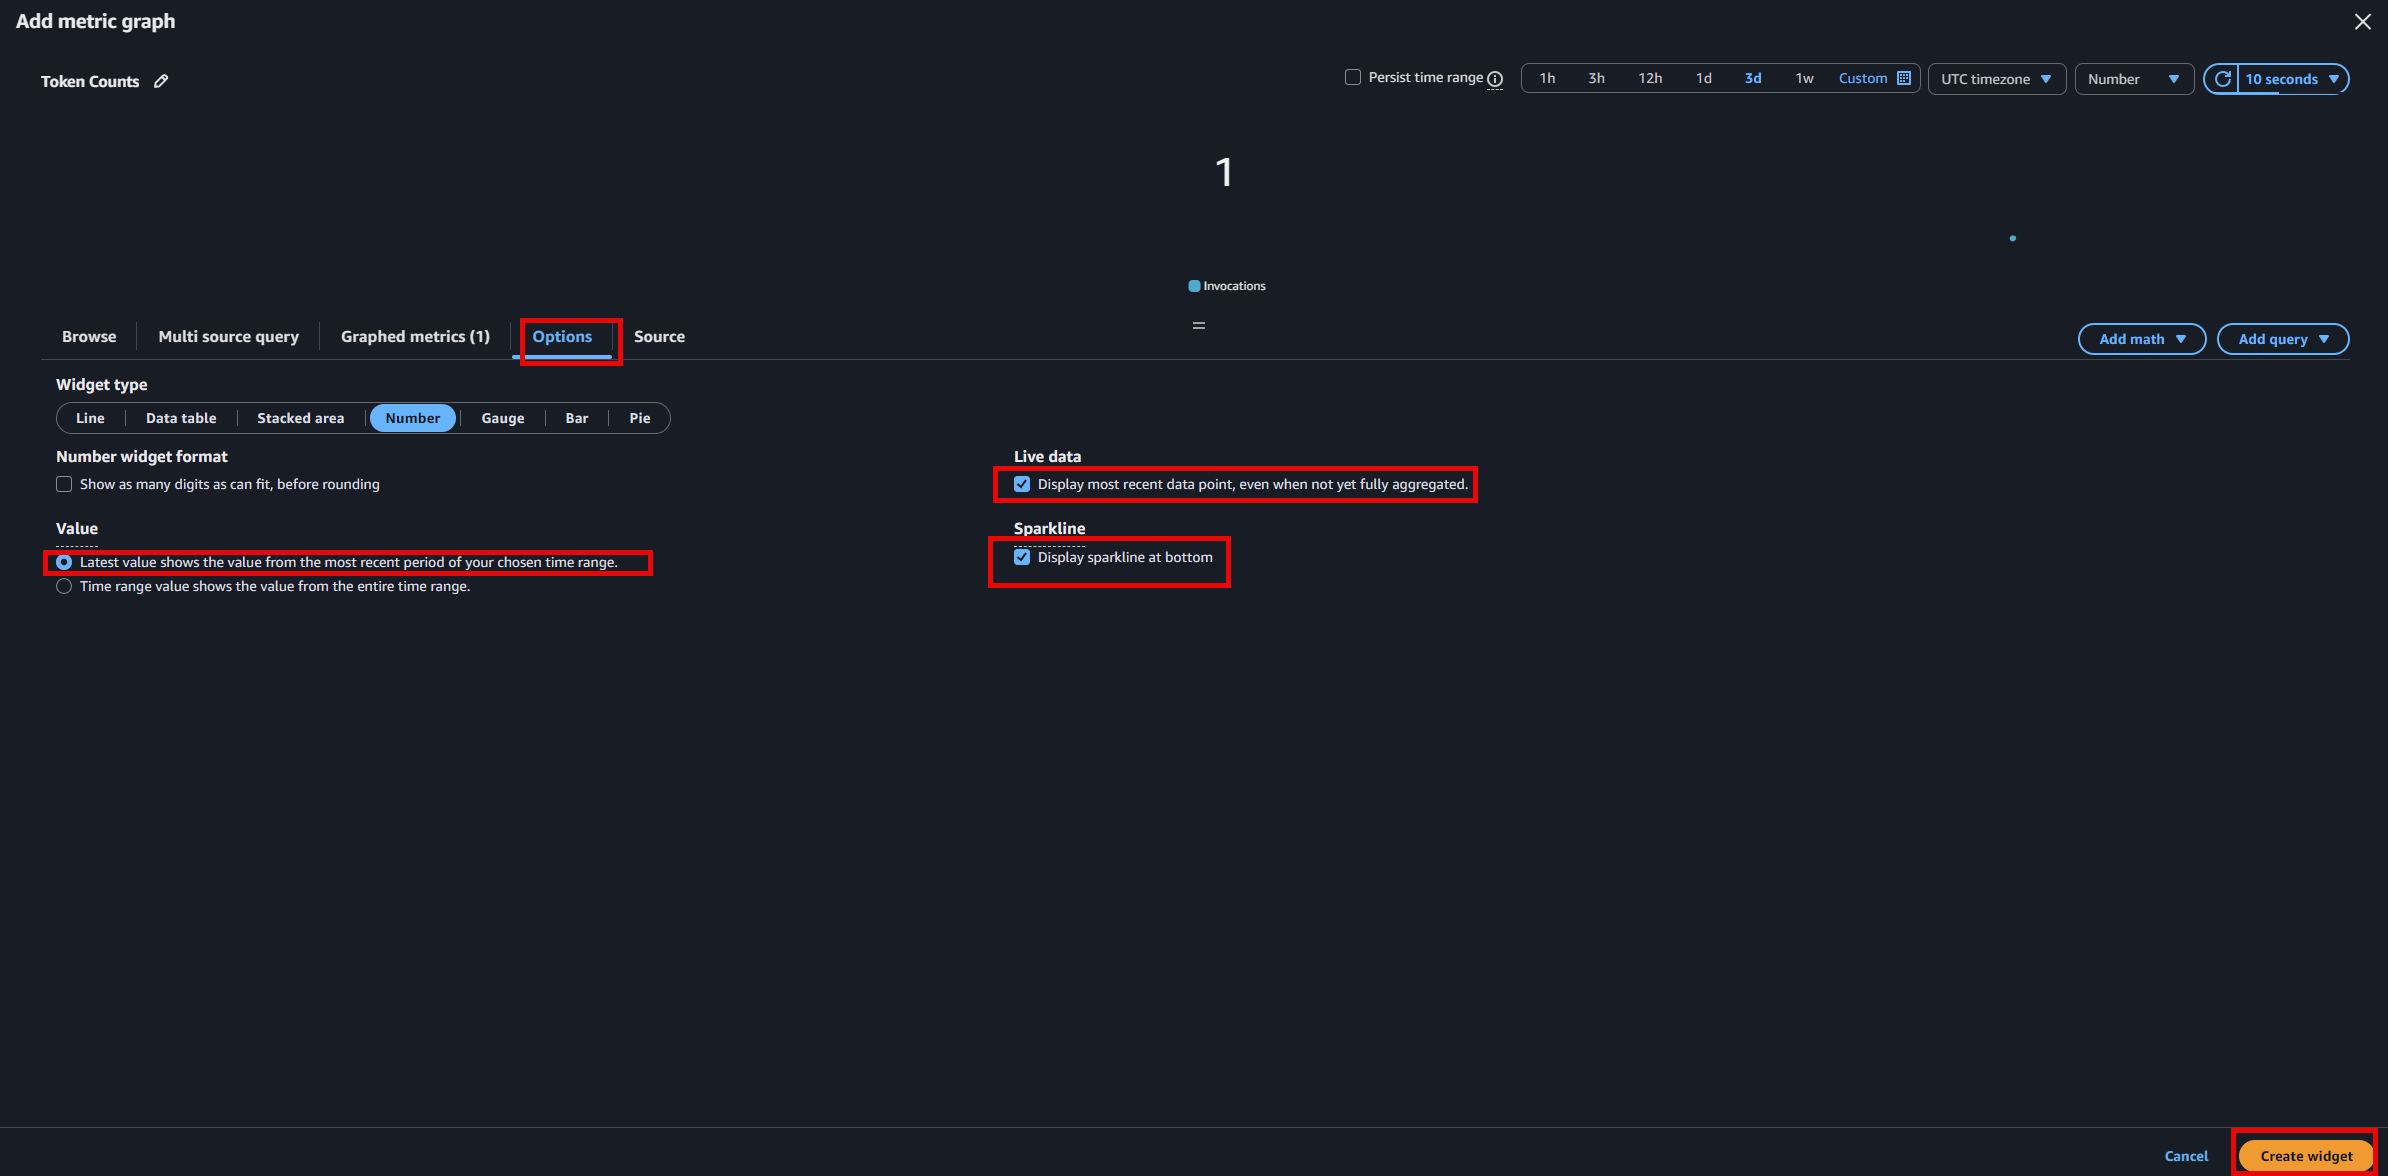 Add metric graph
Token Counts
Persist time range 1h 3h 12h 1d 3d 1w Custom UTC timezone Number 10 seconds
1
Invocations
Browse Multi source query Graphed metrics (1) Options Source Add math Add query
Widget type
Line Data table Stacked area Number Gauge Bar Pie
Number widget format
Show as many digits as can fit, before rounding
Live data
Display most recent data point, even when not yet fully aggregated.
Value
Latest value shows the value from the most recent period of your chosen time range.
Time range value shows the value from the entire time range.
Sparkline
Display sparkline at bottom
Cancel Create widget